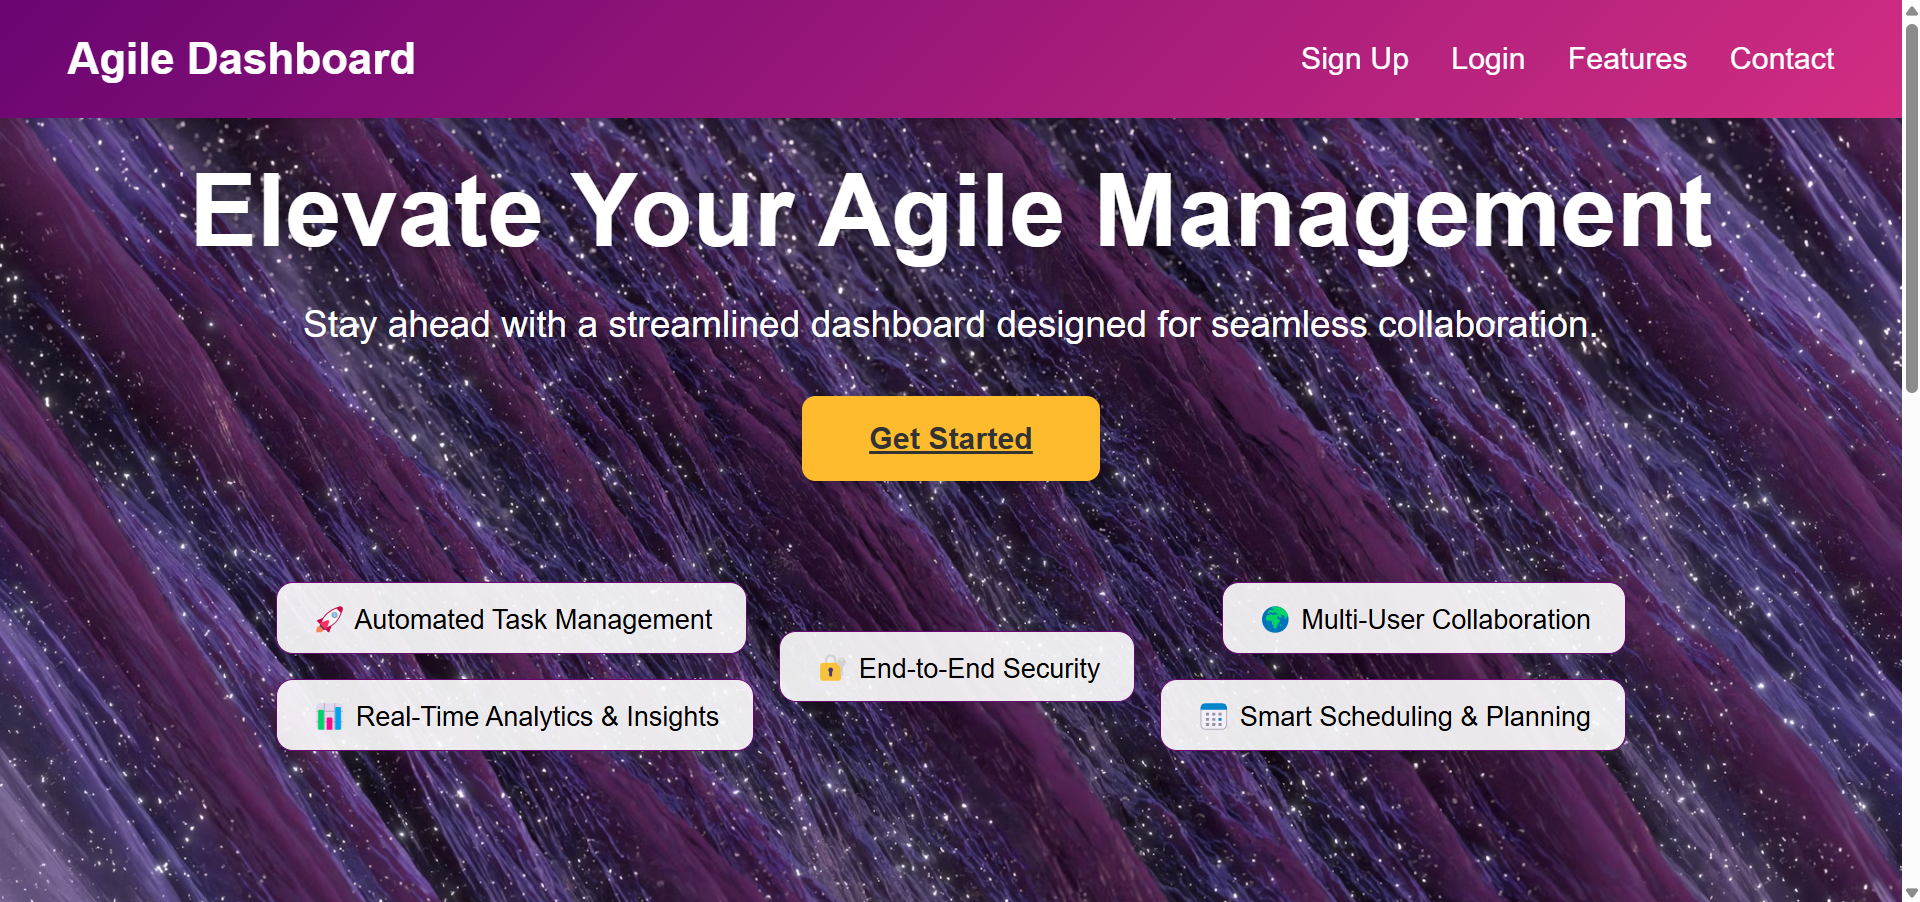 Agile Dashboard
Sign Up
Login
Features
Contact
Elevate Your Agile Management
Stay ahead with a streamlined dashboard designed for seamless collaboration.
Get Started
🚀 Automated Task Management
📊 Real-Time Analytics & Insights
🔐 End-to-End Security
🌍 Multi-User Collaboration
📅 Smart Scheduling & Planning